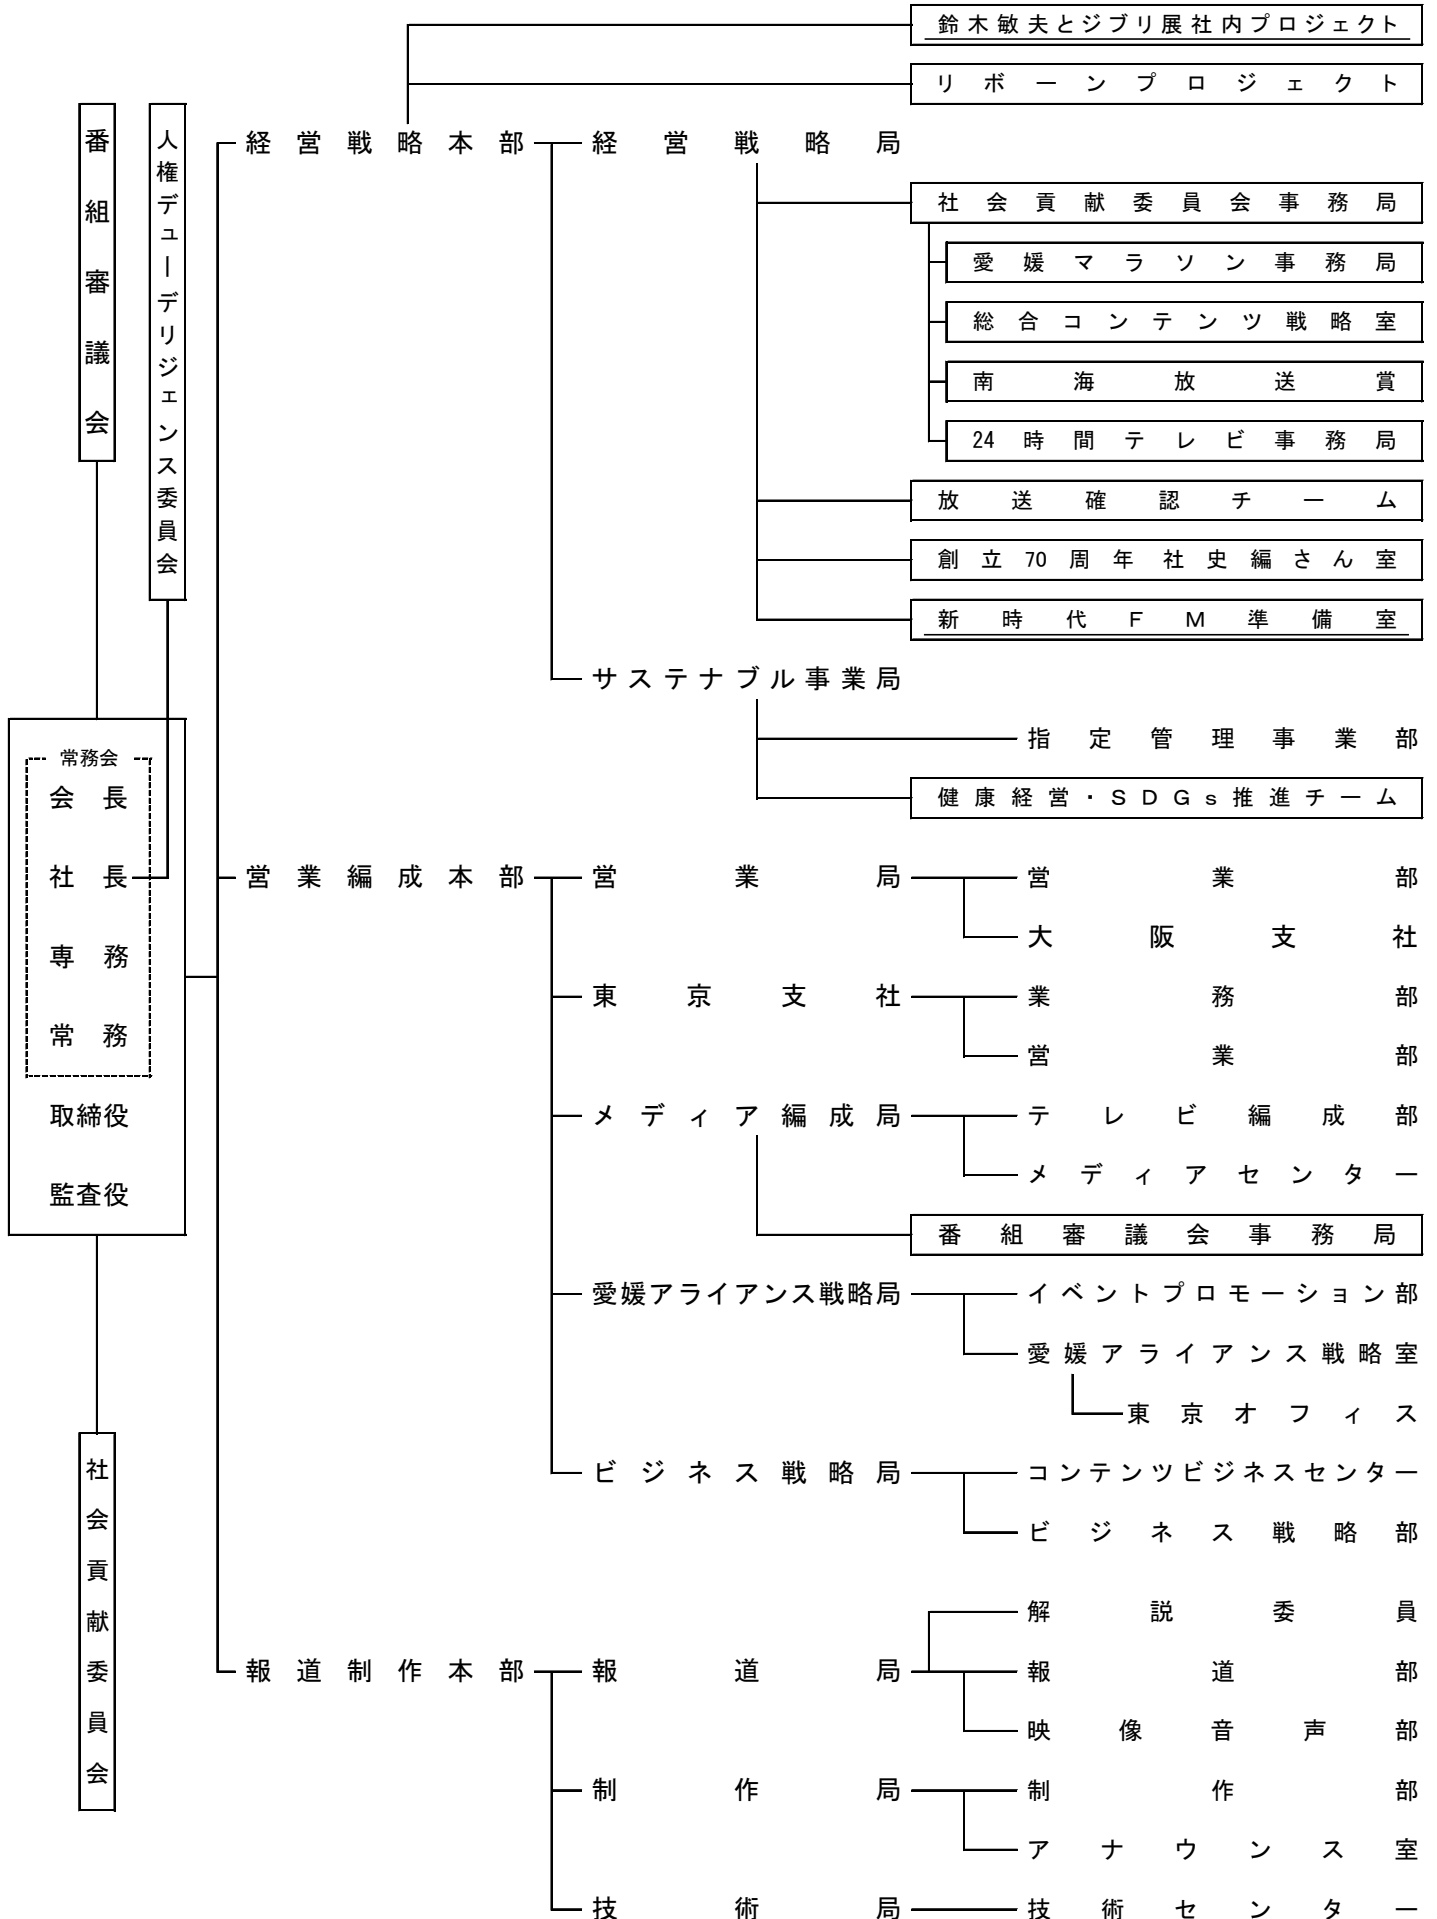 鈴木敏夫とジブリ展社内プロジェクト
リボーンプロジェクト
番組審議会
人権デューデリジェンス委員会
経営戦略本部
経営戦略局
社会貢献委員会事務局
愛媛マラソン事務局
総合コンテンツ戦略室
南海放送賞
24時間テレビ事務局
放送確認チーム
創立70周年社史編さん室
新時代FM準備室
サステナブル事業局
指定管理事業部
健康経営・SDGs推進チーム
常務会
会長
社長
専務
常務
取締役
監査役
営業編成本部
営業局
営業部
大阪支社
東京支社
業務部
営業部
メディア編成局
テレビ編成部
メディアセンター
番組審議会事務局
愛媛アライアンス戦略局
イベントプロモーション部
愛媛アライアンス戦略室
東京オフィス
ビジネス戦略局
コンテンツビジネスセンター
ビジネス戦略部
社会貢献委員会
報道制作本部
報道局
解説委員
報道部
映像音声部
制作局
制作部
アナウンス室
技術局
技術センター